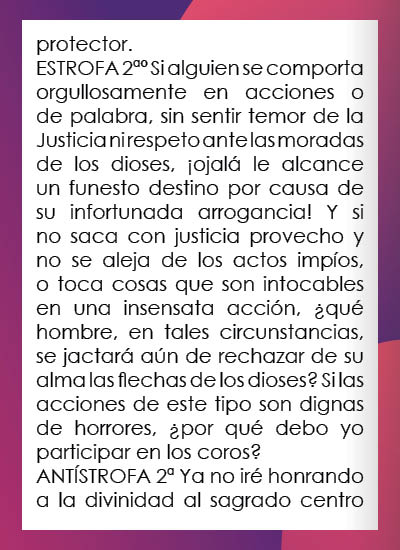 protector.
ESTROFA 2ªº Si alguien se comporta
orgullosamente en acciones o
de palabra, sin sentir temor de la
Justicia ni respeto ante las moradas
de los dioses, ¡ojalá le alcance
un funesto destino por causa de
su infortunada arrogancia! Y si
no saca con justicia provecho y
no se aleja de los actos impíos,
o toca cosas que son intocables
en una insensata acción, ¿qué
hombre, en tales circunstancias,
se jactará aún de rechazar de su
alma las flechas de los dioses? Si las
acciones de este tipo son dignas
de horrores, ¿por qué debo yo
participar en los coros?
ANTÍSTROFA 2ª Ya no iré honrando
a la divinidad al sagrado centro